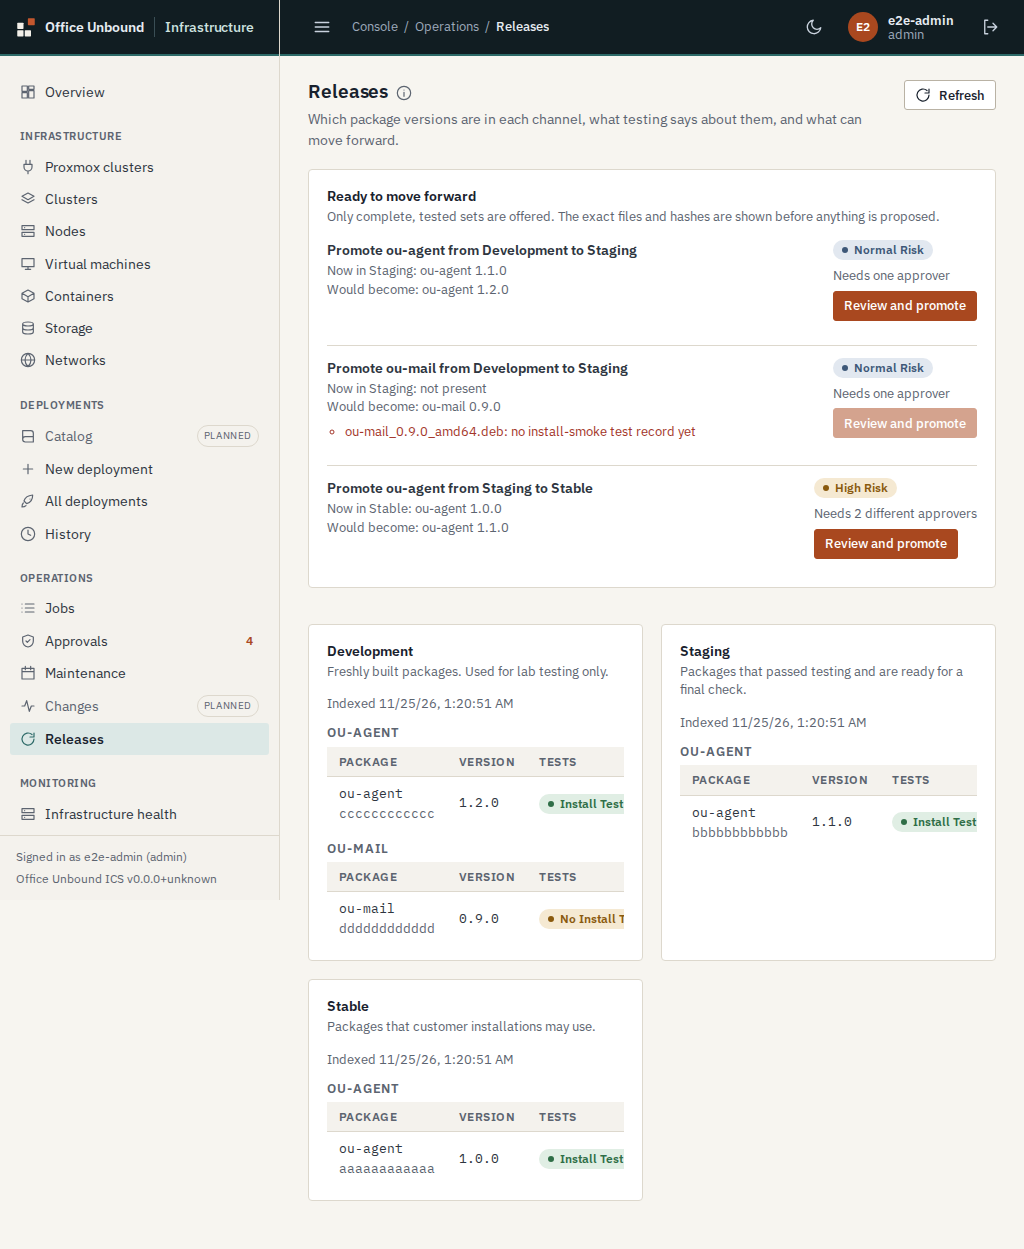 Office Unbound Infrastructure
Console / Operations / Releases
E2
e2e-admin
admin
Overview
INFRASTRUCTURE
Proxmox clusters
Clusters
Nodes
Virtual machines
Containers
Storage
Networks
DEPLOYMENTS
Catalog PLANNED
New deployment
All deployments
History
OPERATIONS
Jobs
Approvals 4
Maintenance
Changes PLANNED
Releases
MONITORING
Infrastructure health
Signed in as e2e-admin (admin)
Office Unbound ICS v0.0.0+unknown
Releases
Refresh
Which package versions are in each channel, what testing says about them, and what can
move forward.
Ready to move forward
Only complete, tested sets are offered. The exact files and hashes are shown before anything is proposed.
Promote ou-agent from Development to Staging
Now in Staging: ou-agent 1.1.0
Would become: ou-agent 1.2.0
Normal Risk
Needs one approver
Review and promote
Promote ou-mail from Development to Staging
Now in Staging: not present
Would become: ou-mail 0.9.0
ou-mail_0.9.0_amd64.deb: no install-smoke test record yet
Normal Risk
Needs one approver
Review and promote
Promote ou-agent from Staging to Stable
Now in Stable: ou-agent 1.0.0
Would become: ou-agent 1.1.0
High Risk
Needs 2 different approvers
Review and promote
Development
Freshly built packages. Used for lab testing only.
Indexed 11/25/26, 1:20:51 AM
OU-AGENT
PACKAGE VERSION TESTS
ou-agent
cccccccccccc
1.2.0
Install Test
OU-MAIL
PACKAGE VERSION TESTS
ou-mail
dddddddddddd
0.9.0
No Install T
Staging
Packages that passed testing and are ready for a
final check.
Indexed 11/25/26, 1:20:51 AM
OU-AGENT
PACKAGE VERSION TESTS
ou-agent
bbbbbbbbbbbb
1.1.0
Install Test
Stable
Packages that customer installations may use.
Indexed 11/25/26, 1:20:51 AM
OU-AGENT
PACKAGE VERSION TESTS
ou-agent
aaaaaaaaaaaa
1.0.0
Install Test